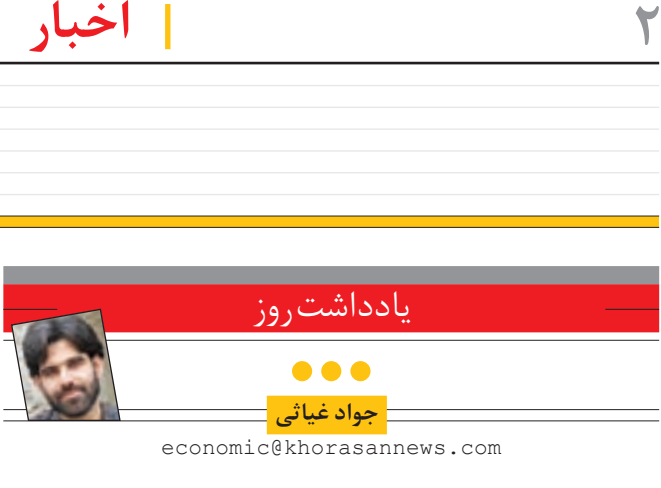 ۲
اخبار
یادداشت روز
جواد غیاثی
economic@khorasannews.com